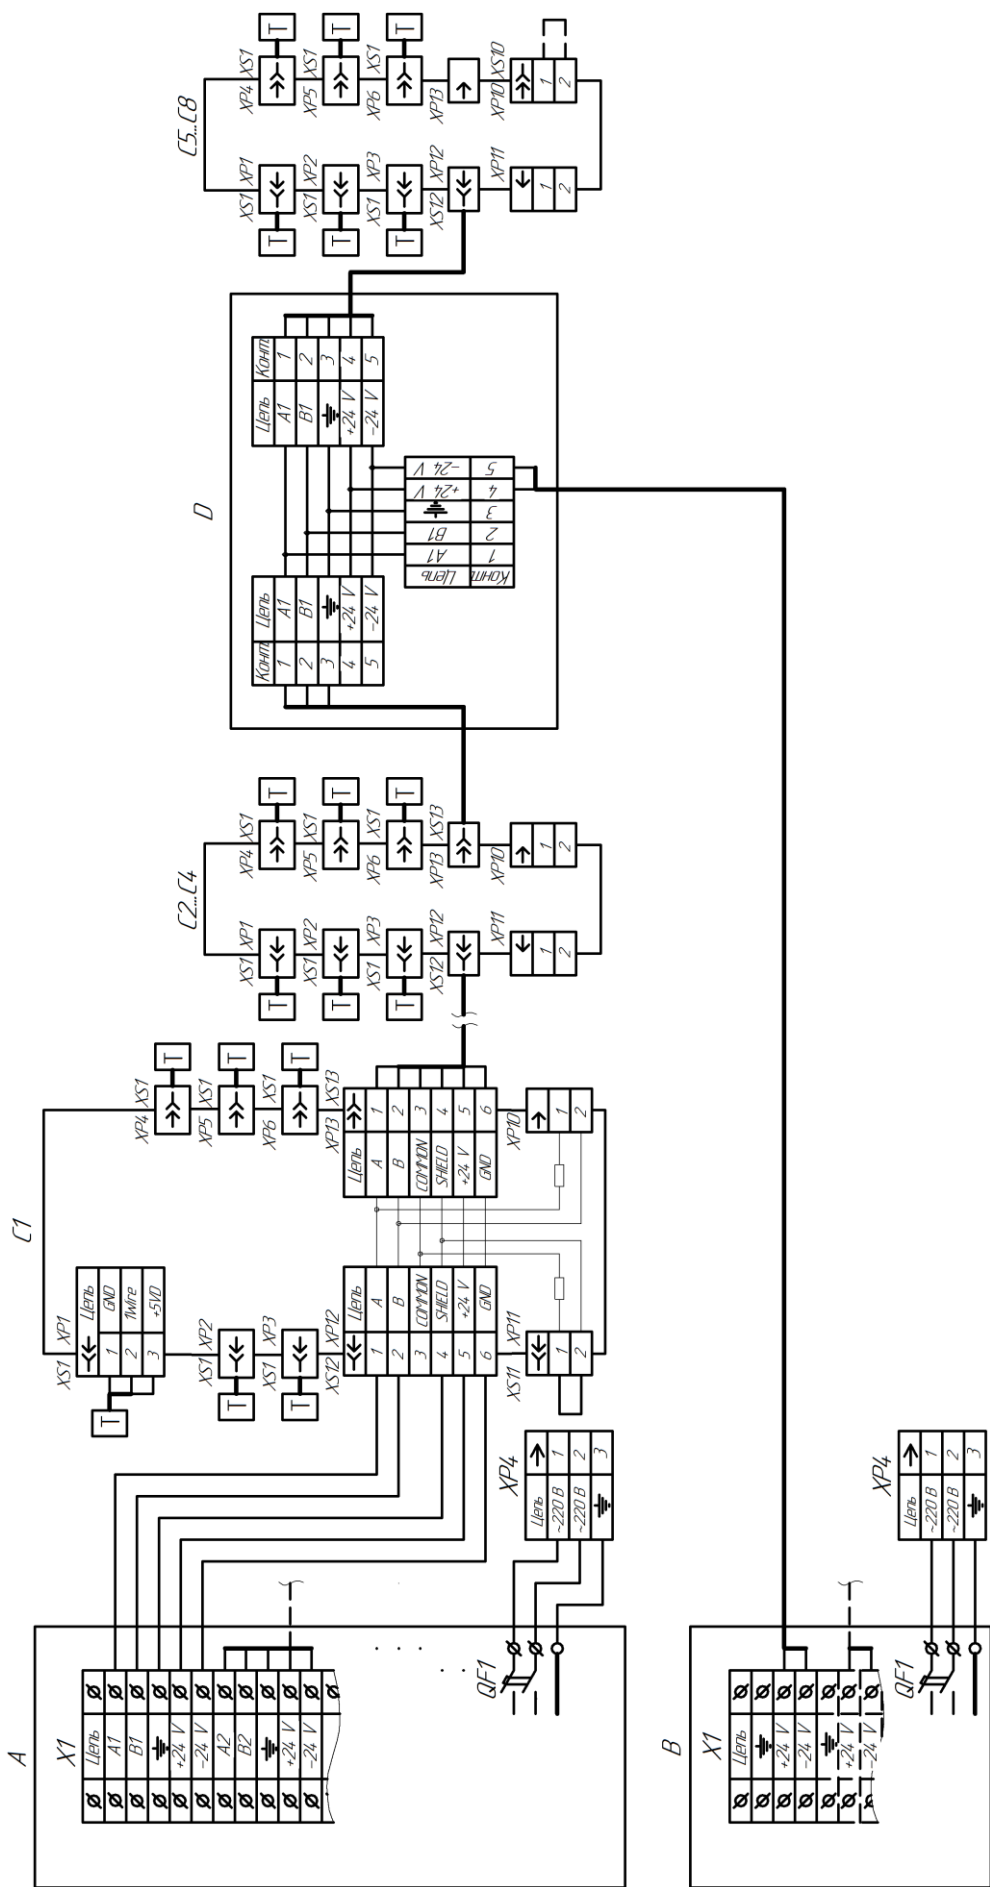 A
X1
Цепь
A1
B1
+24 V
-24 V
A2
B2
+24 V
-24 V
QF1
XP4
Цепь
~220 В 1
~220 В 2
3
C1
XS1 XP1
Цепь
1 GND
2 1Wire
3 +5VD
T
XS1 XP2
T
XS1 XP3
T
XS12 XP12
Цепь
1 A
2 B
3 COMMON
4 SHIELD
5 +24 V
6 GND
XS11 XP11
1
2
XP4 XS1
T
XP5 XS1
T
XP6 XS1
T
XP13 XS13
Цепь
A 1
B 2
COMMON 3
SHIELD 4
+24 V 5
GND 6
XP10
1
2
C2...C4
XS1 XP1
T
XS1 XP2
T
XS1 XP3
T
XS12 XP12
XP11
1
2
XP4 XS1
T
XP5 XS1
T
XP6 XS1
T
XP13 XS13
XP10
1
2
D
Конт. Цепь
1 A1
2 B1
3
4 +24 V
5 -24 V
Цепь Конт.
A1 1
B1 2
3
+24 V 4
-24 V 5
Конт. Цепь
1 A1
2 B1
3
4 +24 V
5 -24 V
C5...C8
XS1 XP1
T
XS1 XP2
T
XS1 XP3
T
XS12 XP12
XP11
1
2
XP4 XS1
T
XP5 XS1
T
XP6 XS1
T
XP13
XP10 XS10
1
2
B
X1
Цепь
+24 V
-24 V
+24 V
-24 V
QF1
XP4
Цепь
~220 В 1
~220 В 2
3